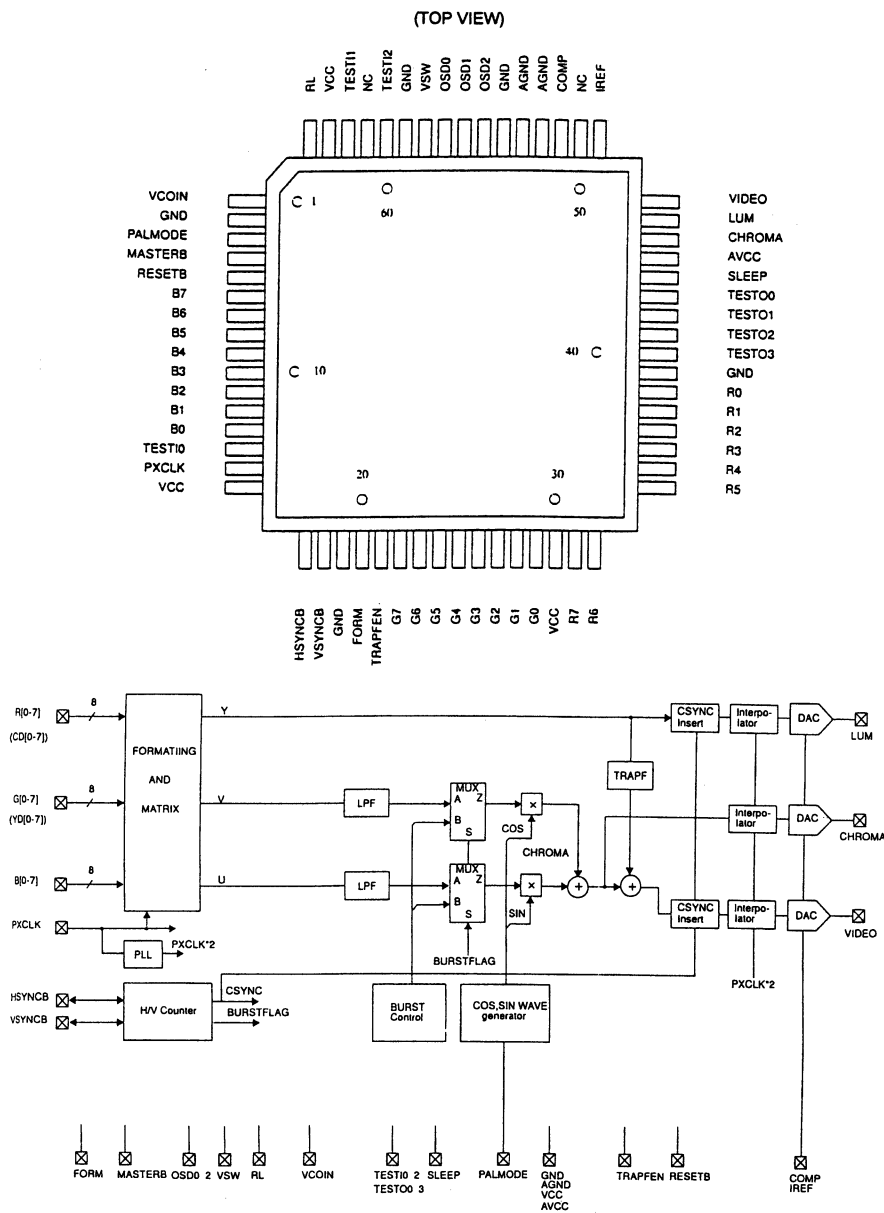 (TOP VIEW)
RL VCC TESTI1 NC TESTI2 GND VSW OSD0 OSD1 OSD2 GND AGND AGND COMP NC IREF
VCOIN
GND
PALMODE
MASTERB
RESETB
B7
B6
B5
B4
B3
B2
B1
B0
TESTI0
PXCLK
VCC
1
60
50
10
40
20
30
VIDEO
LUM
CHROMA
AVCC
SLEEP
TESTO0
TESTO1
TESTO2
TESTO3
GND
R0
R1
R2
R3
R4
R5
HSYNCB VSYNCB GND FORM TRAPFEN G7 G6 G5 G4 G3 G2 G1 G0 VCC R7 R6
R[0-7]
(CD[0-7])
8
G[0-7]
(YD[0-7])
8
B[0-7]
8
PXCLK
PLL
PXCLK*2
HSYNCB
VSYNCB
H/V Counter
CSYNC
BURSTFLAG
FORMATIING
AND
MATRIX
Y
V
U
LPF
LPF
MUX
A Z
B
S
MUX
A Z
B
S
BURSTFLAG
BURST
Control
COS,SIN WAVE
generator
×
COS
×
SIN
CHROMA
+
+
TRAPF
CSYNC
Insert
Interpo-
lator
DAC
LUM
Interpo-
lator
DAC
CHROMA
CSYNC
Insert
Interpo-
lator
DAC
VIDEO
PXCLK*2
FORM
MASTERB
OSD0 2
VSW
RL
VCOIN
TESTI0 2
TESTO0 3
SLEEP
PALMODE
GND
AGND
VCC
AVCC
TRAPFEN
RESETB
COMP
IREF